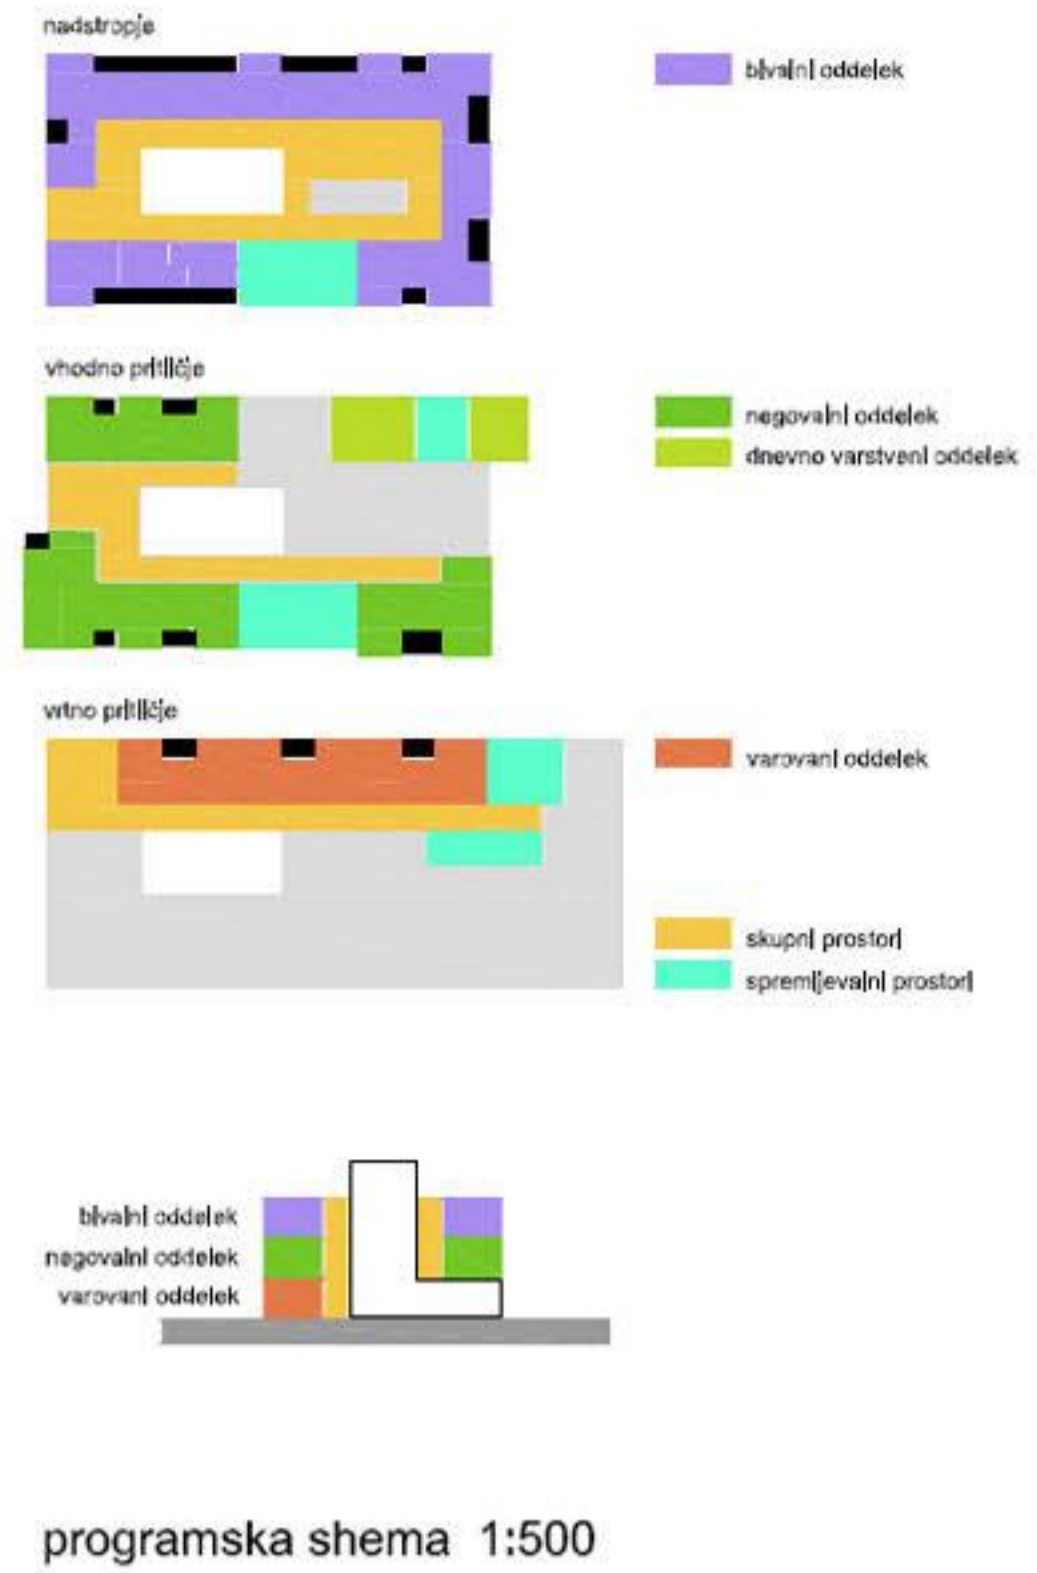 nadstropje
bivalni oddelek
vhodno pritličje
negovalni oddelek
dnevno varstveni oddelek
vrtno pritličje
varovani oddelek
skupni prostori
spremljevalni prostori
bivalni oddelek
negovalni oddelek
varovani oddelek
programska shema 1:500